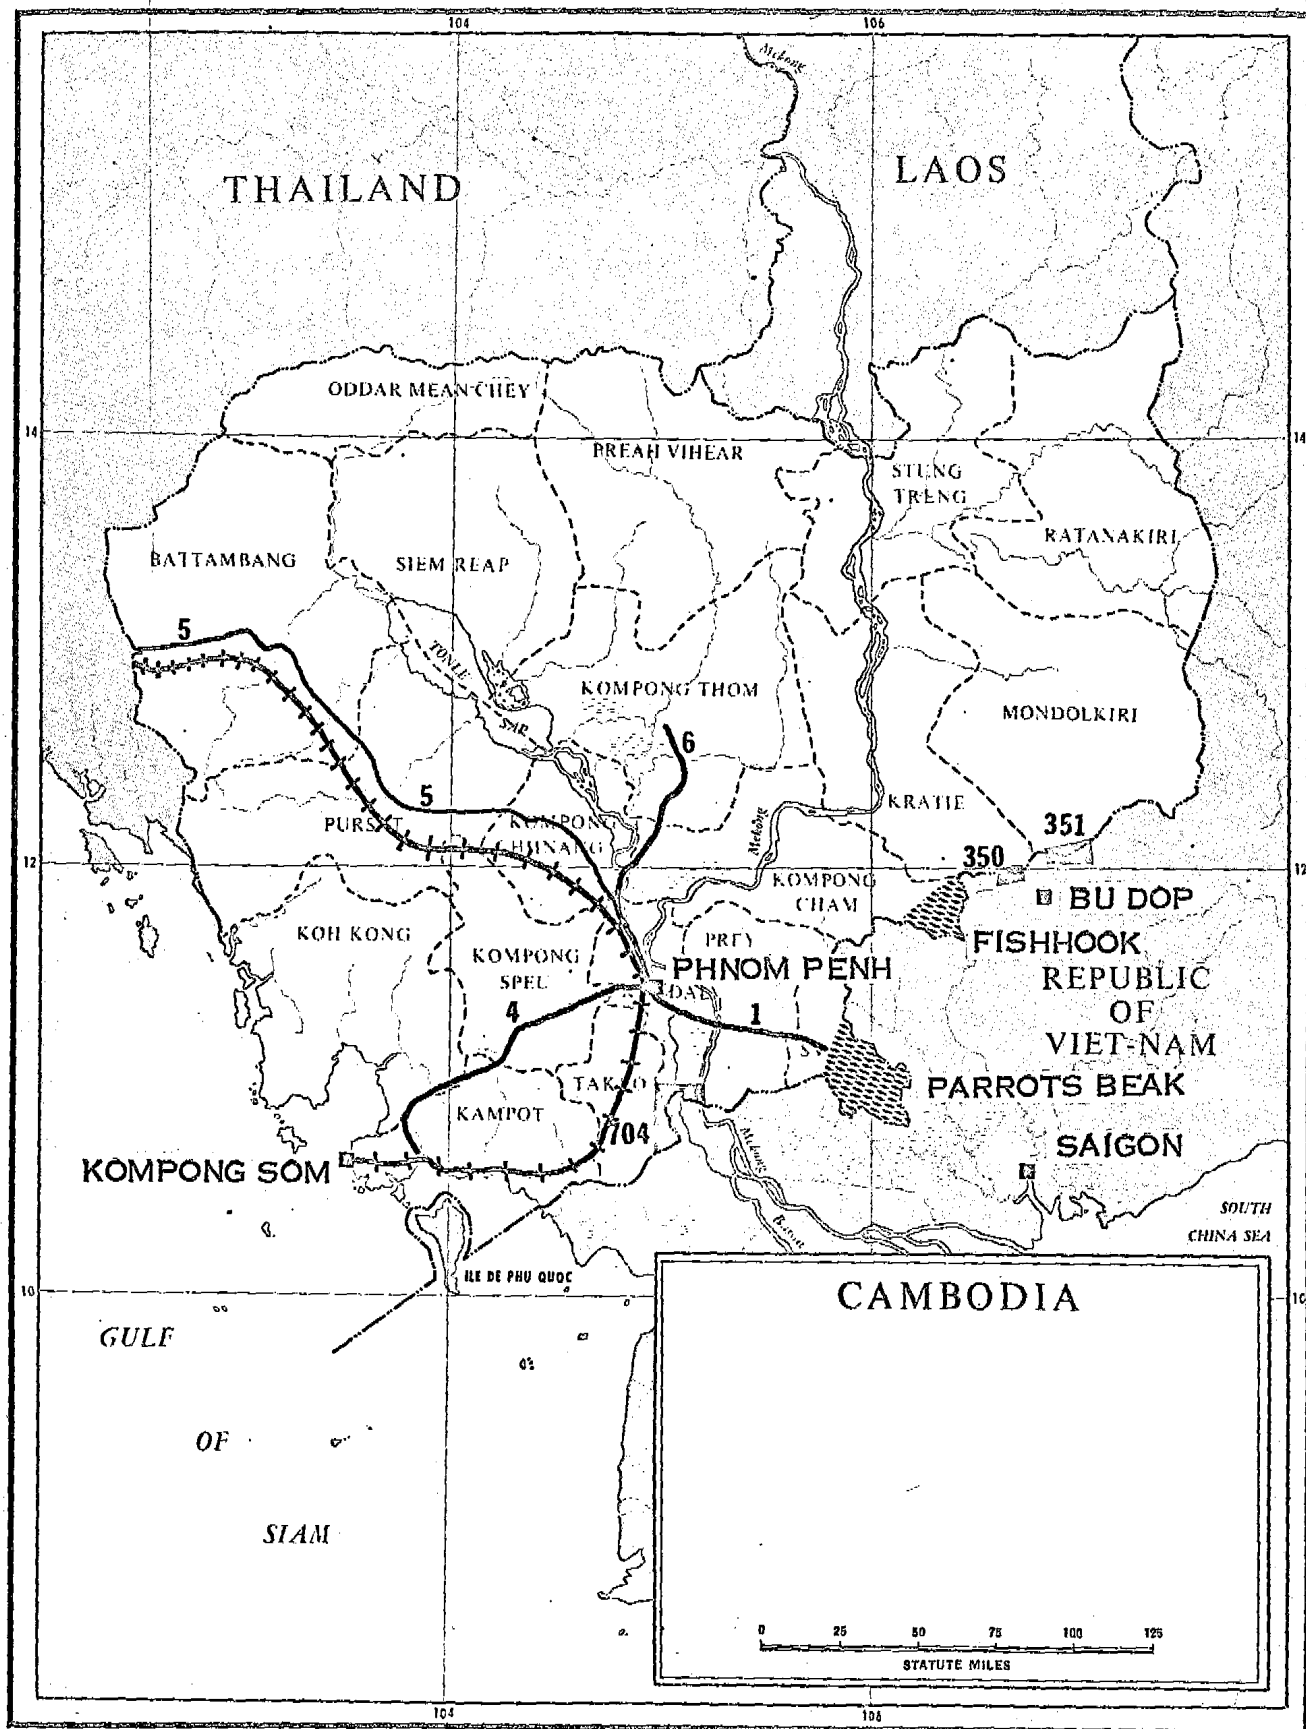 104
106
Mekong
THAILAND
LAOS
ODDAR MEAN CHEY
14
14
PREAH VIHEAR
STUNG
TRENG
RATANAKIRI
BATTAMBANG
SIEM REAP
5
TONLE
SAP
KOMPONG THOM
MONDOLKIRI
6
5
KRATIE
PURSAT
Mekong
351
350
12
12
KOMPONG
CHAM
BU DOP
KOH KONG
PREY
FISHHOOK
KOMPONG
SPEU
PHNOM PENH
REPUBLIC
OF
VIET-NAM
4
1
PARROTS BEAK
KAMPOT
704
Mekong
SAIGON
KOMPONG SOM
SOUTH
CHINA SEA
ILE DE PHU QUOC
10
10
CAMBODIA
GULF
OF
SIAM
0 25 50 75 100 125
STATUTE MILES
104
106